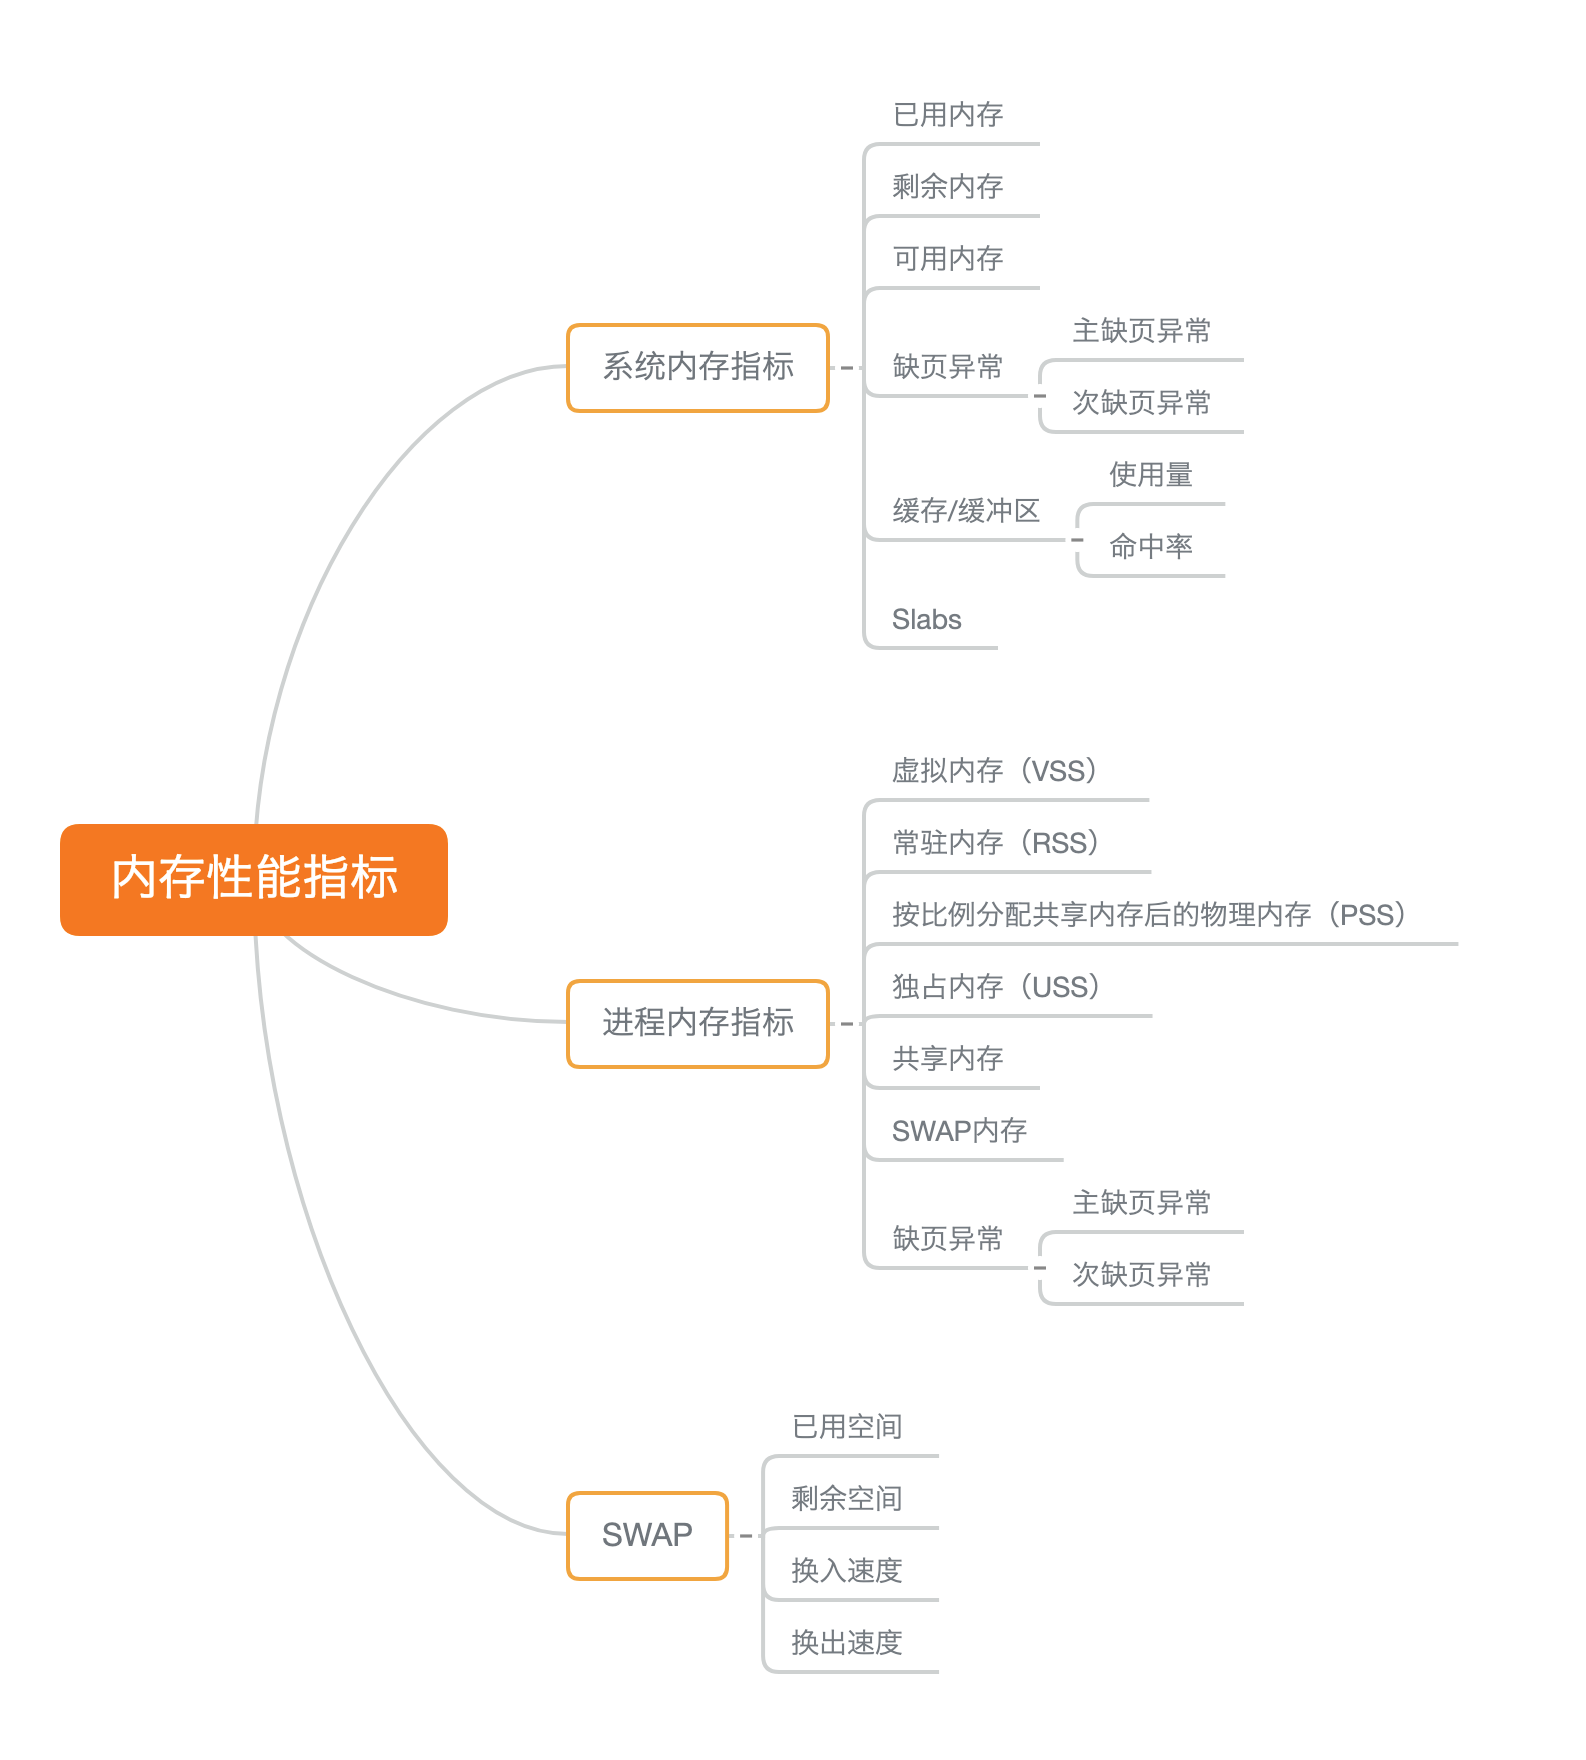 内存性能指标
系统内存指标
已用内存
剩余内存
可用内存
缺页异常
主缺页异常
次缺页异常
缓存/缓冲区
使用量
命中率
Slabs
进程内存指标
虚拟内存（VSS）
常驻内存（RSS）
按比例分配共享内存后的物理内存（PSS）
独占内存（USS）
共享内存
SWAP内存
缺页异常
主缺页异常
次缺页异常
SWAP
已用空间
剩余空间
换入速度
换出速度